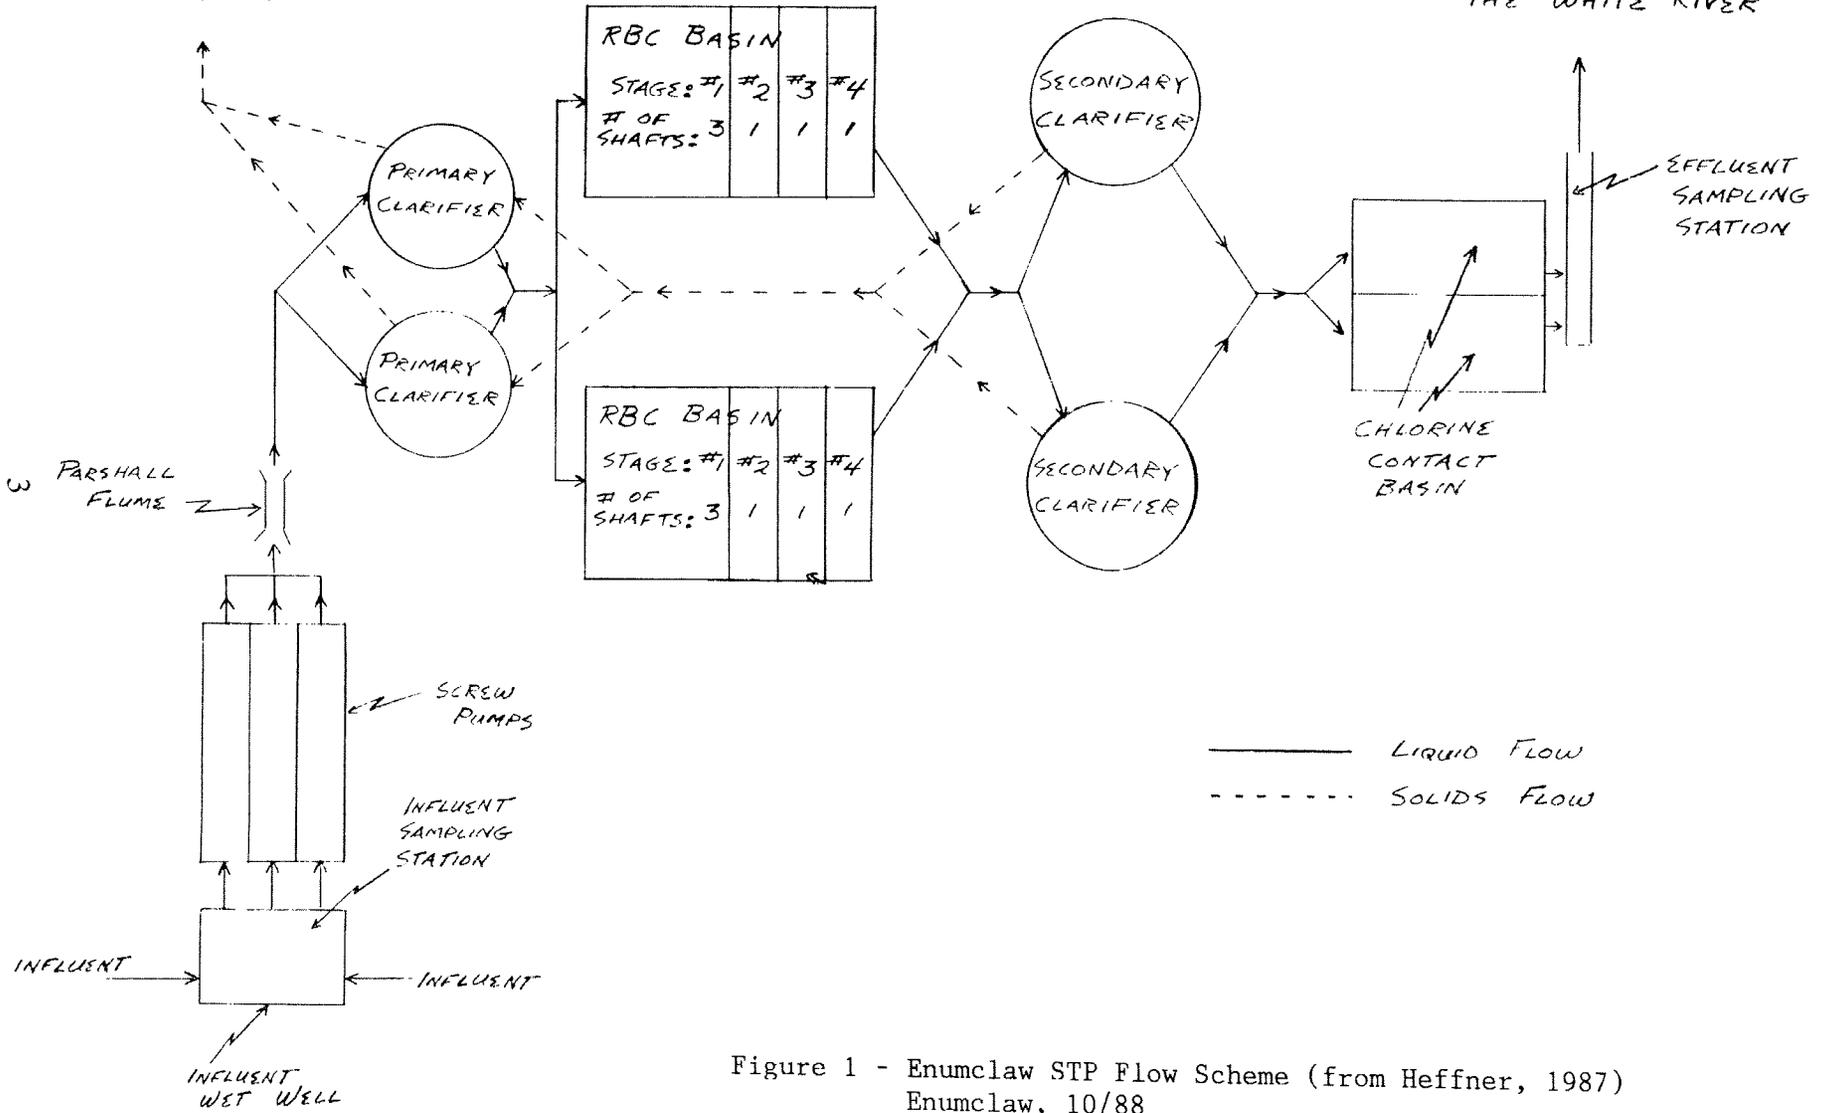 THE WHITE RIVER
RBC BASIN
STAGE: #1 #2 #3 #4
# OF
SHAFTS: 3 1 1 1
SECONDARY
CLARIFIER
PRIMARY
CLARIFIER
EFFLUENT
SAMPLING
STATION
PRIMARY
CLARIFIER
RBC BASIN
STAGE: #1 #2 #3 #4
# OF
SHAFTS: 3 1 1 1
SECONDARY
CLARIFIER
CHLORINE
CONTACT
BASIN
PARSHALL
FLUME
3
SCREW
PUMPS
LIQUID FLOW
SOLIDS FLOW
INFLUENT
SAMPLING
STATION
INFLUENT
INFLUENT
INFLUENT
WET WELL
Figure 1 - Enumclaw STP Flow Scheme (from Heffner, 1987)
Enumclaw, 10/88